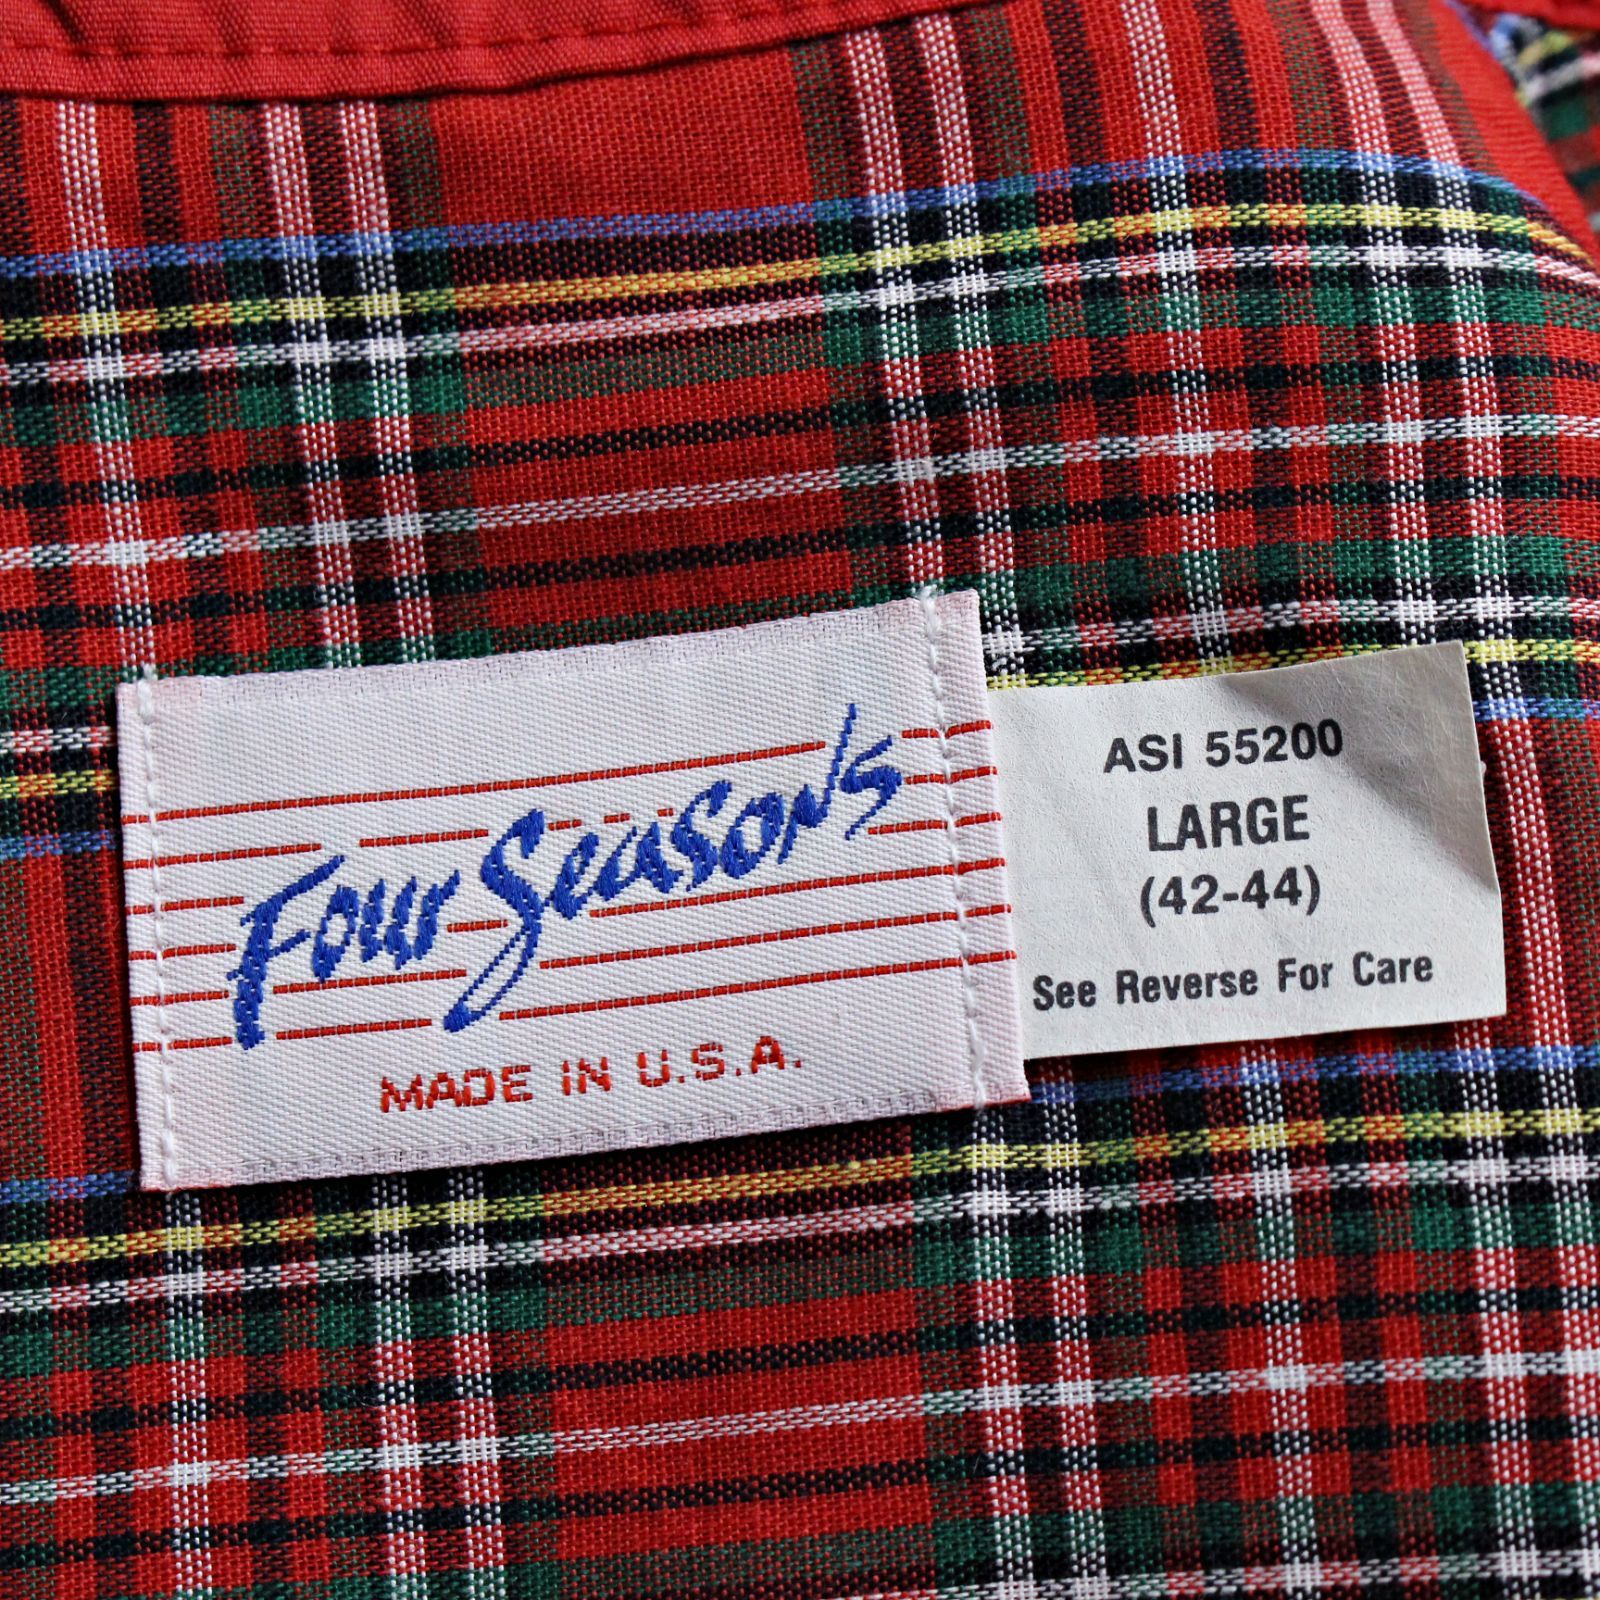 Four Seasons
MADE IN U.S.A.
ASI 55200
LARGE
(42-44)
See Reverse For Care